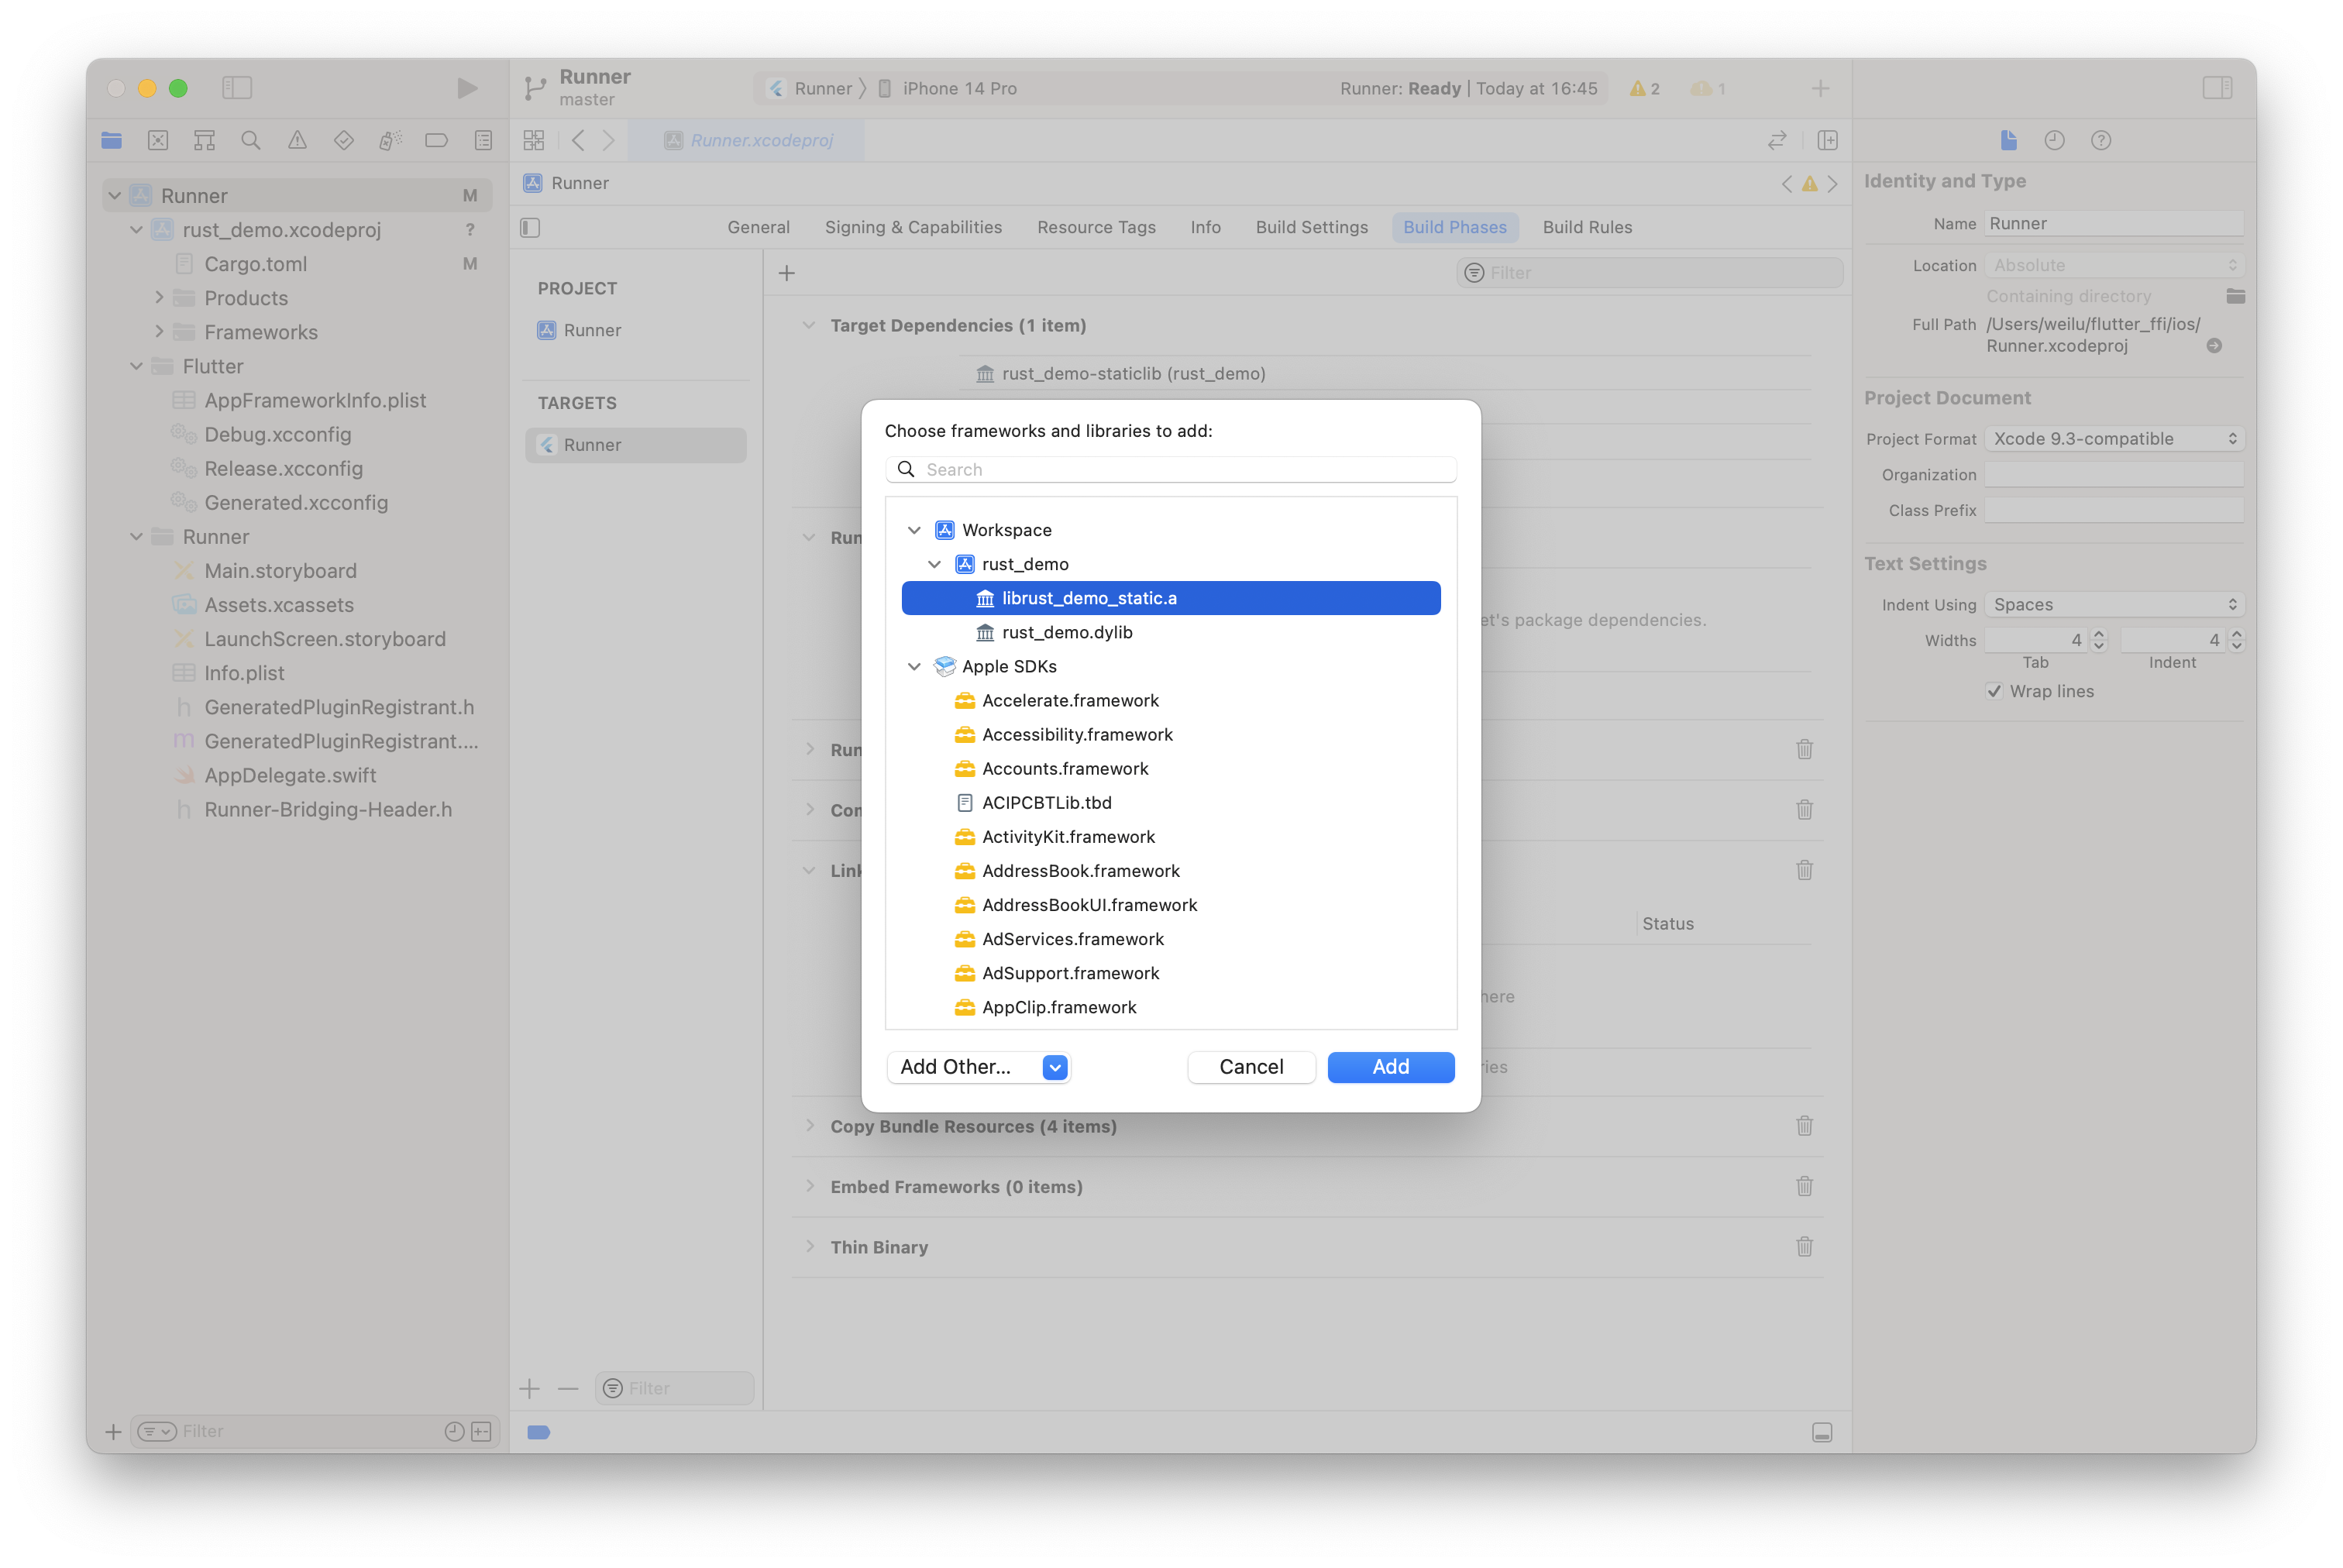 Runner
master
Runner
iPhone 14 Pro
Runner: Ready | Today at 16:45
2
1
Runner.xcodeproj
Runner
M
rust_demo.xcodeproj
?
Cargo.toml
M
Products
Frameworks
Flutter
AppFrameworkInfo.plist
Debug.xcconfig
Release.xcconfig
Generated.xcconfig
Runner
Main.storyboard
Assets.xcassets
LaunchScreen.storyboard
Info.plist
GeneratedPluginRegistrant.h
GeneratedPluginRegistrant....
AppDelegate.swift
Runner-Bridging-Header.h
Filter
Runner
General
Signing & Capabilities
Resource Tags
Info
Build Settings
Build Phases
Build Rules
PROJECT
Runner
TARGETS
Runner
Filter
Filter
Target Dependencies (1 item)
rust_demo-staticlib (rust_demo)
Run
et's package dependencies.
Run
Con
Link
Status
here
ries
Copy Bundle Resources (4 items)
Embed Frameworks (0 items)
Thin Binary
Choose frameworks and libraries to add:
Search
Workspace
rust_demo
librust_demo_static.a
rust_demo.dylib
Apple SDKs
Accelerate.framework
Accessibility.framework
Accounts.framework
ACIPCBTLib.tbd
ActivityKit.framework
AddressBook.framework
AddressBookUI.framework
AdServices.framework
AdSupport.framework
AppClip.framework
Add Other...
Cancel
Add
Identity and Type
Name Runner
Location Absolute
Containing directory
Full Path /Users/weilu/flutter_ffi/ios/
Runner.xcodeproj
Project Document
Project Format Xcode 9.3-compatible
Organization
Class Prefix
Text Settings
Indent Using Spaces
Widths 4 4
Tab Indent
Wrap lines